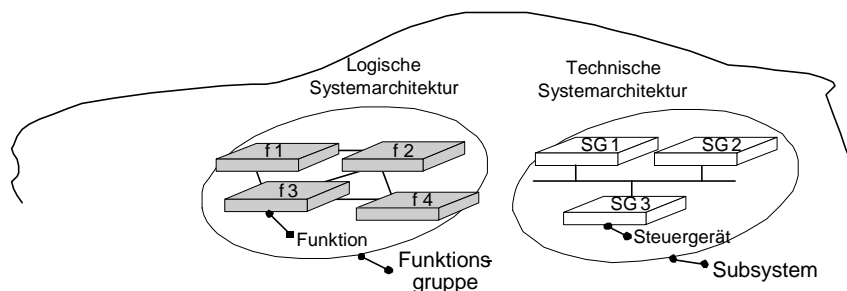 Logische
Systemarchitektur
Technische
Systemarchitektur
f 1
f 2
f 3
f 4
Funktion
Funktions-
gruppe
SG 1
SG 2
SG 3
Steuergerät
Subsystem